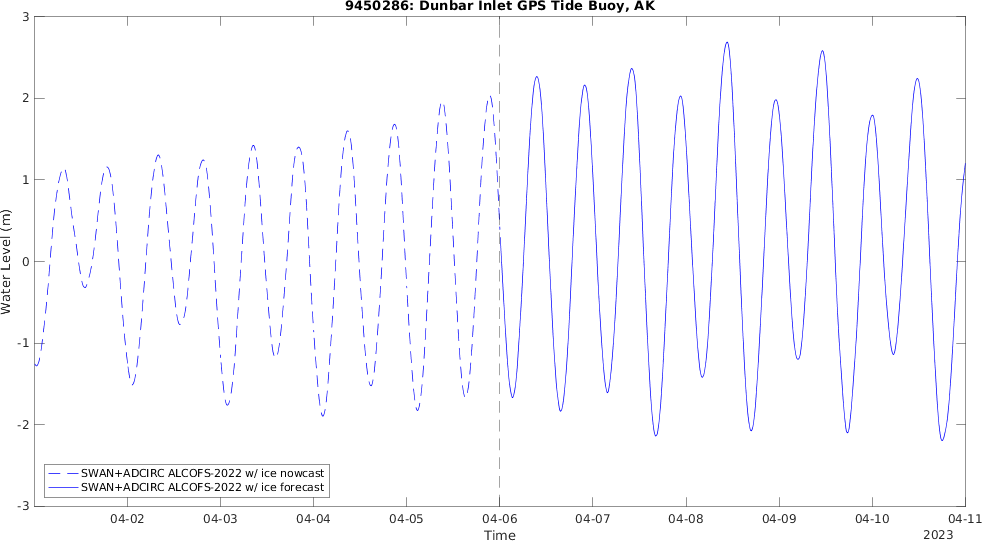 9450286: Dunbar Inlet GPS Tide Buoy, AK
3
2
1
0
-1
-2
-3
Water Level (m)
SWAN+ADCIRC ALCOFS-2022 w/ ice nowcast
SWAN+ADCIRC ALCOFS-2022 w/ ice forecast
04-02 04-03 04-04 04-05 04-06 04-07 04-08 04-09 04-10 04-11
Time
2023